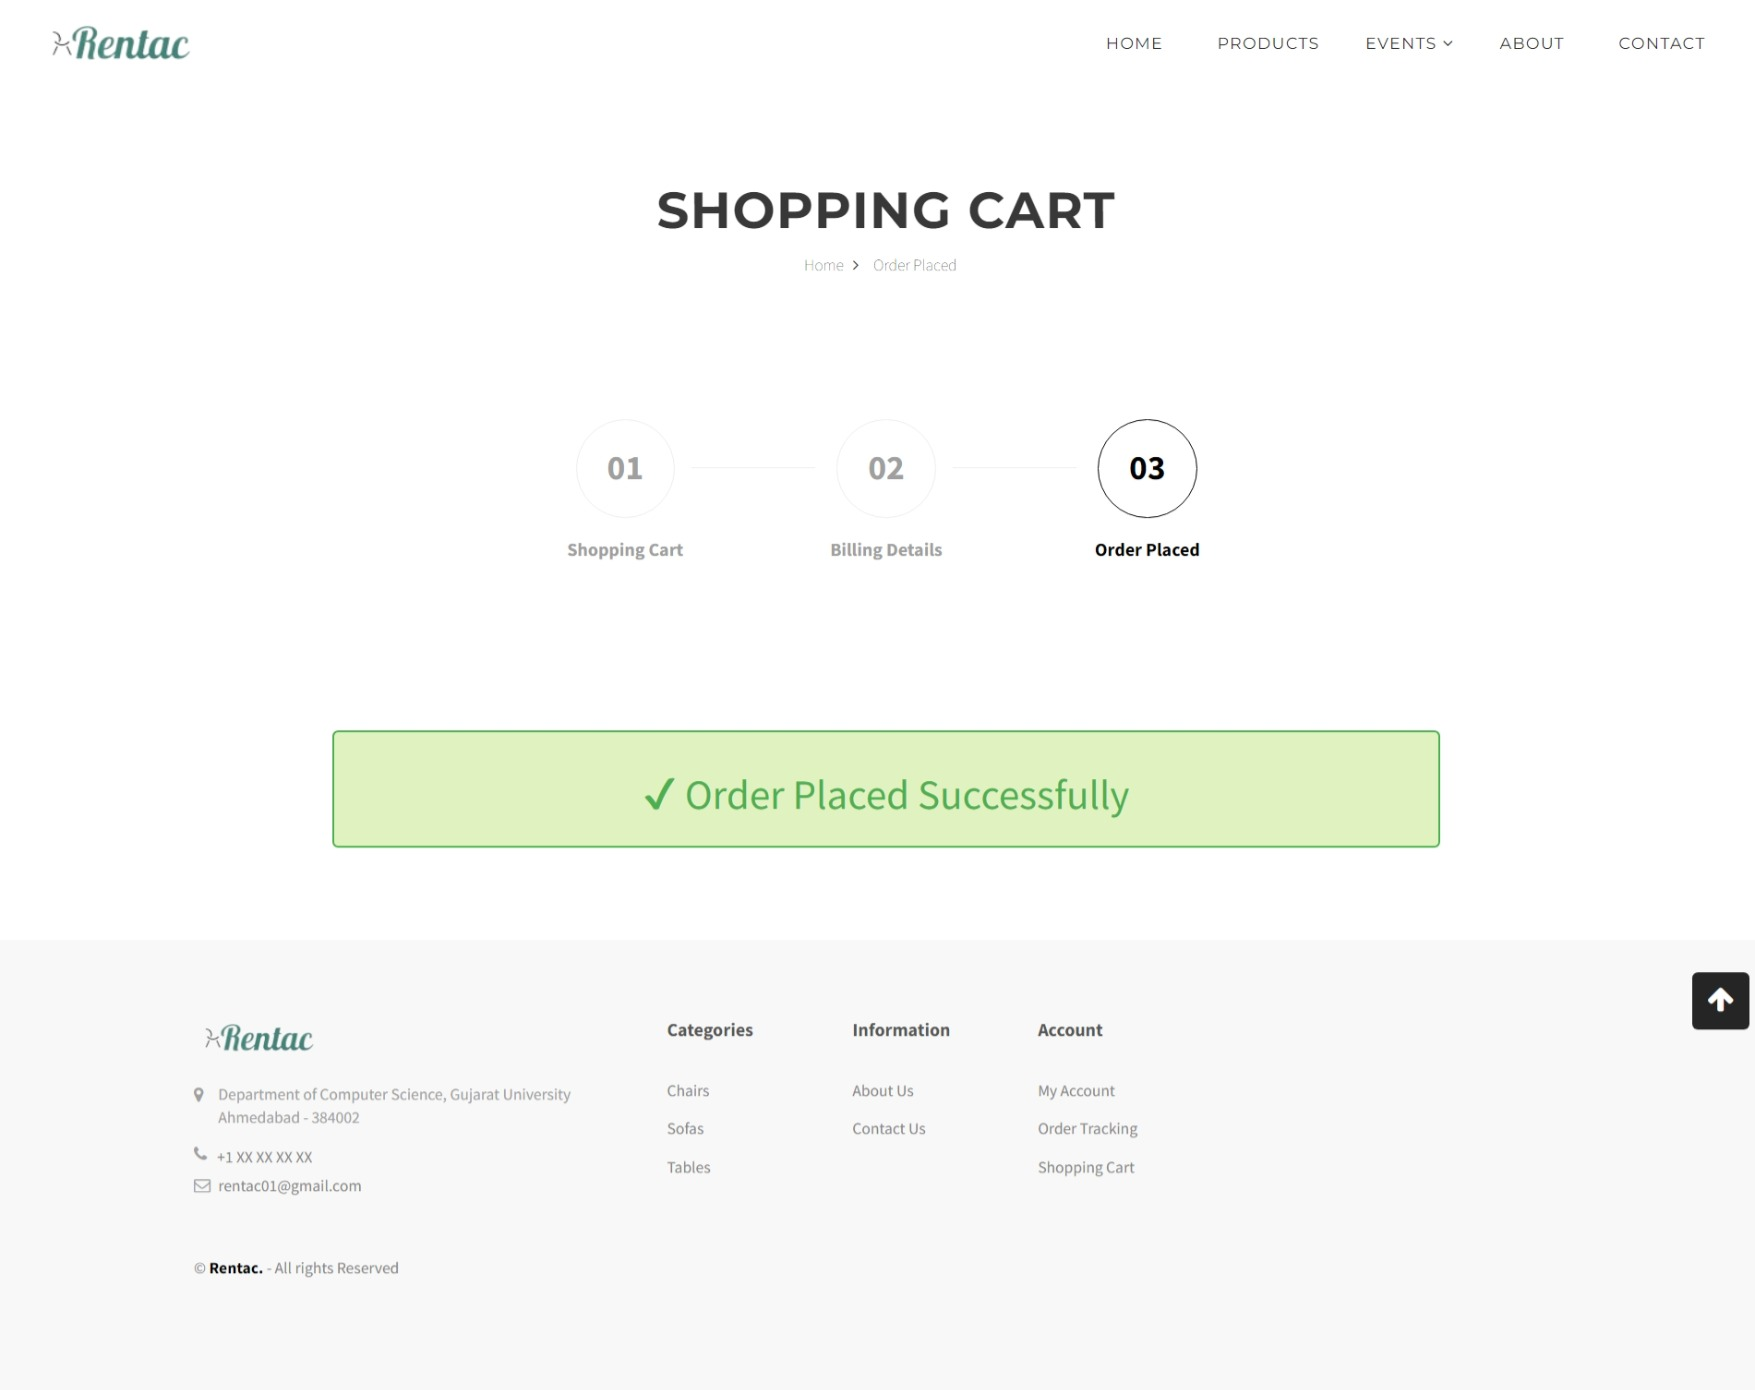 Rentac
HOME PRODUCTS EVENTS ABOUT CONTACT
SHOPPING CART
Home > Order Placed
01 02 03
Shopping Cart Billing Details Order Placed
✓ Order Placed Successfully
Rentac
Department of Computer Science, Gujarat University
Ahmedabad - 384002
+1 XX XX XX XX
rentac01@gmail.com
© Rentac. - All rights Reserved
Categories
Chairs
Sofas
Tables
Information
About Us
Contact Us
Account
My Account
Order Tracking
Shopping Cart